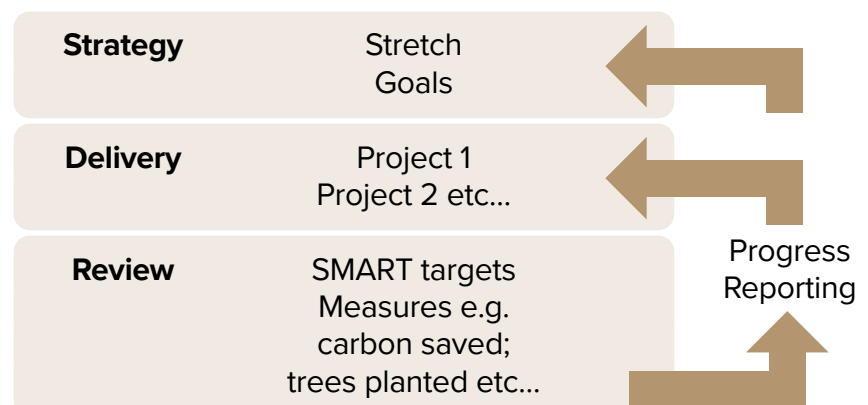 Strategy
Stretch
Goals
Delivery
Project 1
Project 2 etc...
Review
SMART targets
Measures e.g.
carbon saved;
trees planted etc...
Progress
Reporting